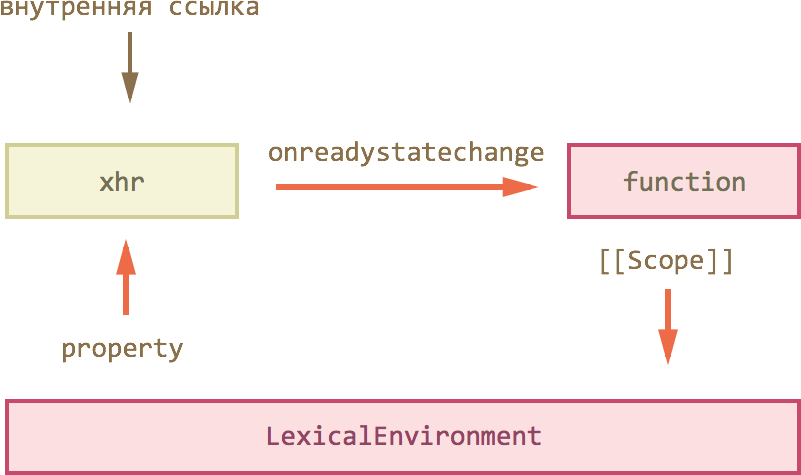 внутренняя ссылка
onreadystatechange
xhr
function
[[Scope]]
property
LexicalEnvironment